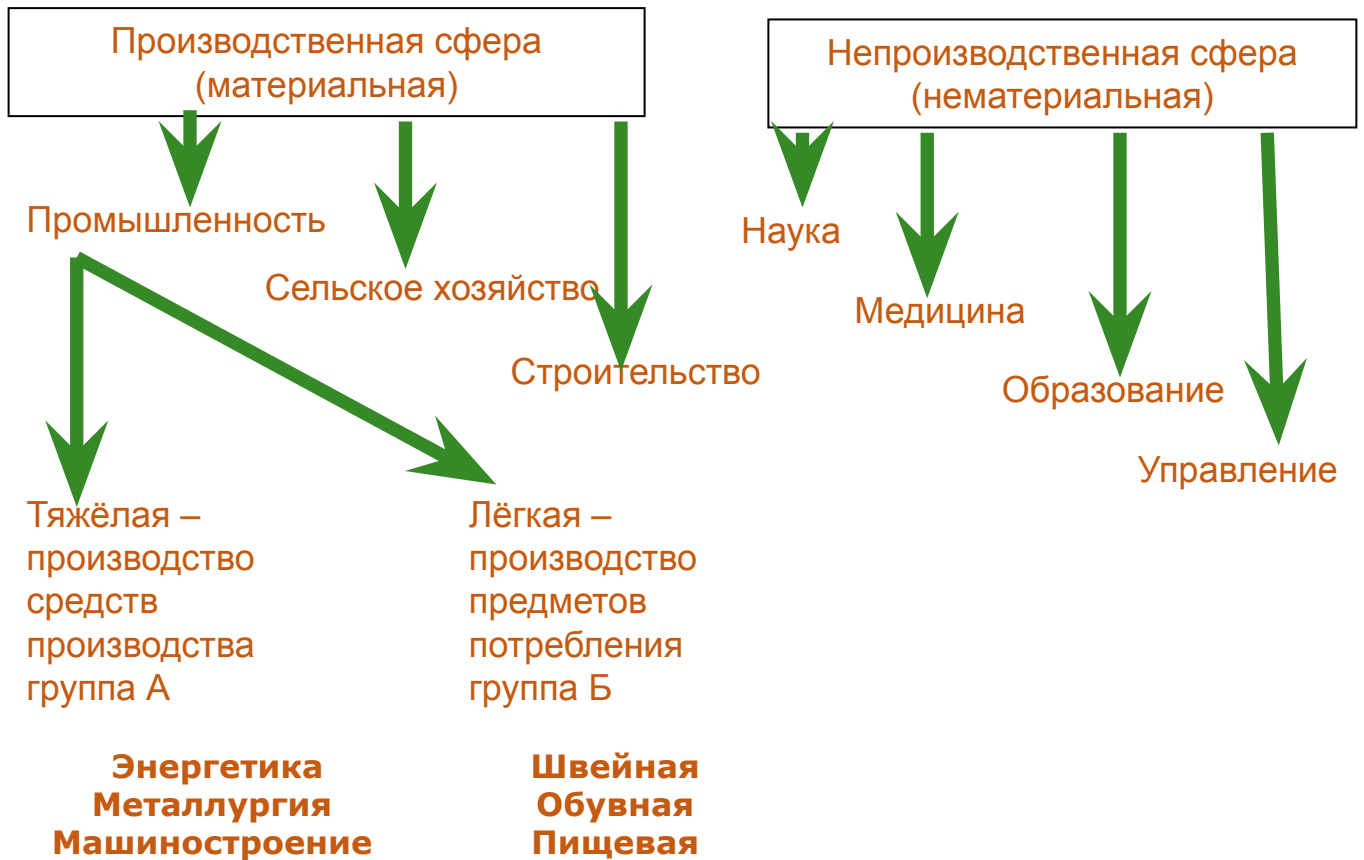 Производственная сфера
(материальная)
Непроизводственная сфера
(нематериальная)
Промышленность
Сельское хозяйство
Строительство
Наука
Медицина
Образование
Управление
Тяжёлая –
производство
средств
производства
группа А
Лёгкая –
производство
предметов
потребления
группа Б
Энергетика
Металлургия
Машиностроение
Швейная
Обувная
Пищевая